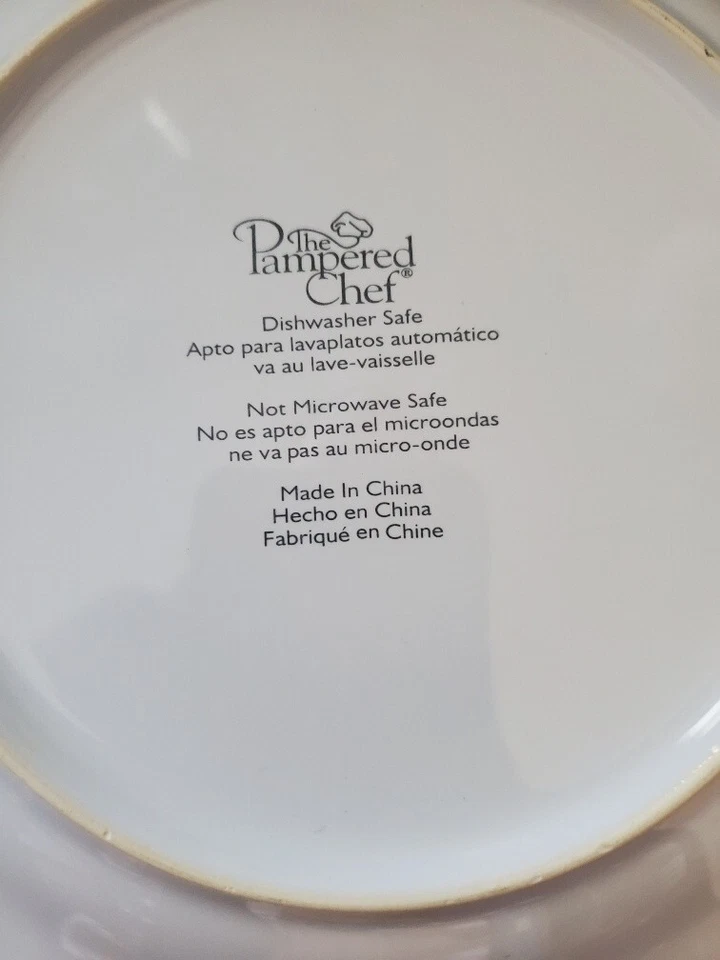 The
Pampered
Chef®
Dishwasher Safe
Apto para lavaplatos automático
va au lave-vaisselle
Not Microwave Safe
No es apto para el microondas
ne va pas au micro-onde
Made In China
Hecho en China
Fabriqué en Chine